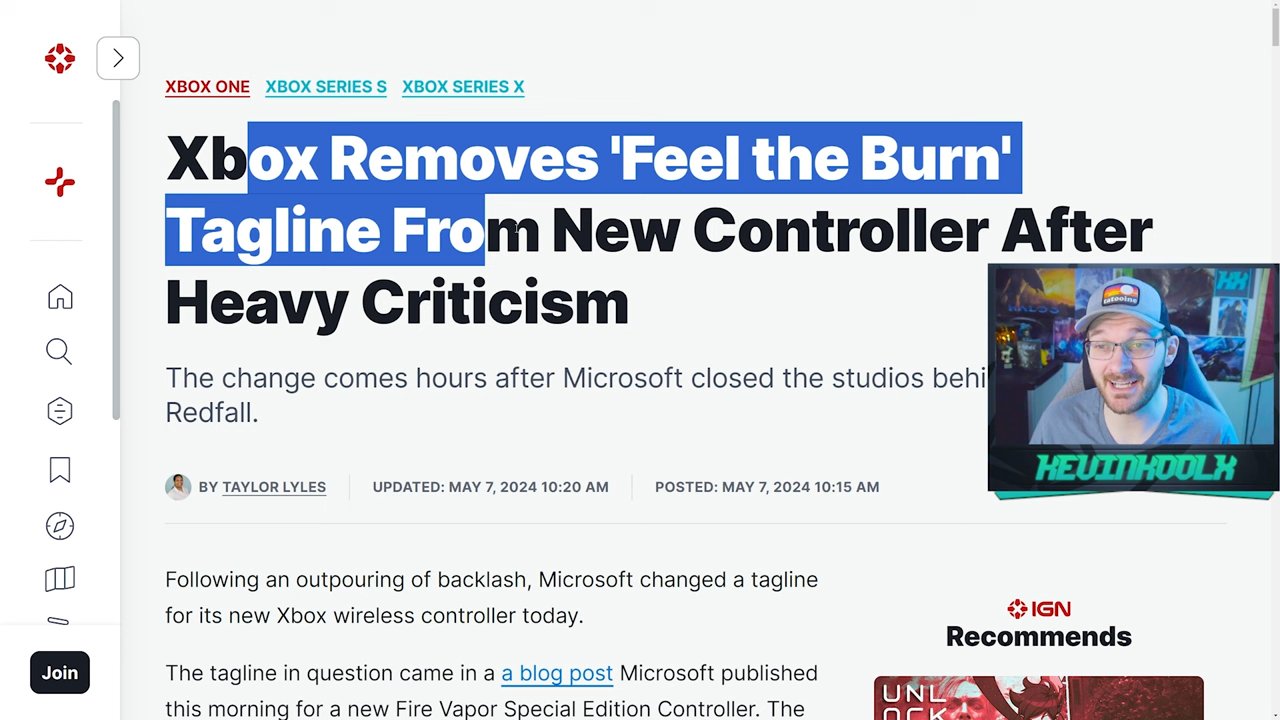 XBOX ONE XBOX SERIES S XBOX SERIES X
Xbox Removes 'Feel the Burn'
Tagline From New Controller After
Heavy Criticism
The change comes hours after Microsoft closed the studios behi
Redfall.
BY TAYLOR LYLES UPDATED: MAY 7, 2024 10:20 AM POSTED: MAY 7, 2024 10:15 AM
tatooine
KEVINKOOLX
Following an outpouring of backlash, Microsoft changed a tagline
for its new Xbox wireless controller today.
IGN
Recommends
The tagline in question came in a a blog post Microsoft published
this morning for a new Fire Vapor Special Edition Controller. The
UNL
OCK
Join